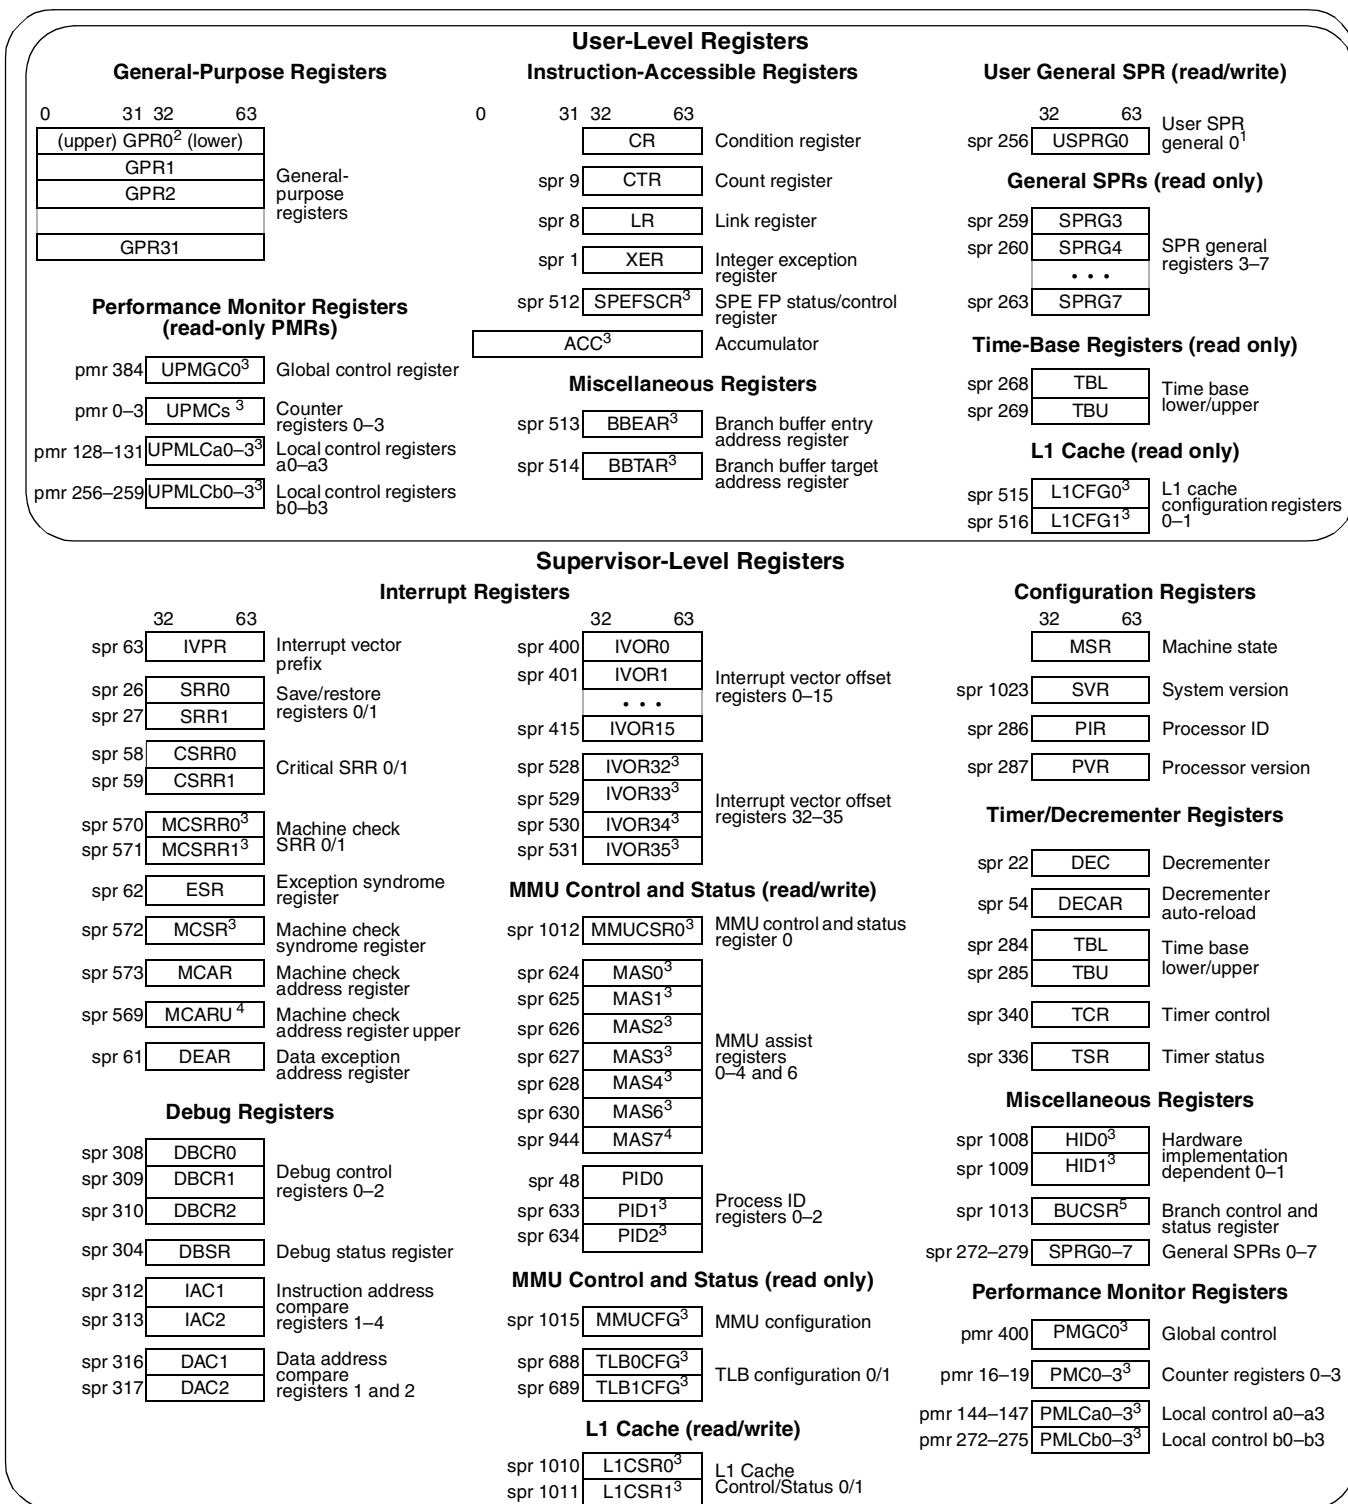 User-Level Registers
General-Purpose Registers
0 31 32 63
(upper) GPR0² (lower)
GPR1
GPR2
GPR31
General-
purpose
registers
Performance Monitor Registers
(read-only PMRs)
pmr 384 UPMGC0³ Global control register
pmr 0–3 UPMCs ³ Counter
registers 0–3
pmr 128–131 UPMLCa0–3³ Local control registers
a0–a3
pmr 256–259 UPMLCb0–3³ Local control registers
b0–b3
Instruction-Accessible Registers
0 31 32 63
CR Condition register
spr 9 CTR Count register
spr 8 LR Link register
spr 1 XER Integer exception
register
spr 512 SPEFSCR³ SPE FP status/control
register
ACC³ Accumulator
Miscellaneous Registers
spr 513 BBEAR³ Branch buffer entry
address register
spr 514 BBTAR³ Branch buffer target
address register
User General SPR (read/write)
32 63
spr 256 USPRG0 User SPR
general 0¹
General SPRs (read only)
spr 259 SPRG3
spr 260 SPRG4
• • •
spr 263 SPRG7
SPR general
registers 3–7
Time-Base Registers (read only)
spr 268 TBL
spr 269 TBU
Time base
lower/upper
L1 Cache (read only)
spr 515 L1CFG0³
spr 516 L1CFG1³
L1 cache
configuration registers
0–1
Supervisor-Level Registers
Interrupt Registers
32 63
spr 63 IVPR Interrupt vector
prefix
spr 26 SRR0
spr 27 SRR1
Save/restore
registers 0/1
spr 58 CSRR0
spr 59 CSRR1
Critical SRR 0/1
spr 570 MCSRR0³
spr 571 MCSRR1³
Machine check
SRR 0/1
spr 62 ESR Exception syndrome
register
spr 572 MCSR³ Machine check
syndrome register
spr 573 MCAR Machine check
address register
spr 569 MCARU ⁴ Machine check
address register upper
spr 61 DEAR Data exception
address register
Debug Registers
spr 308 DBCR0
spr 309 DBCR1
spr 310 DBCR2
Debug control
registers 0–2
spr 304 DBSR Debug status register
spr 312 IAC1
spr 313 IAC2
Instruction address
compare
registers 1–4
spr 316 DAC1
spr 317 DAC2
Data address
compare
registers 1 and 2
32 63
spr 400 IVOR0
spr 401 IVOR1
• • •
spr 415 IVOR15
Interrupt vector offset
registers 0–15
spr 528 IVOR32³
spr 529 IVOR33³
spr 530 IVOR34³
spr 531 IVOR35³
Interrupt vector offset
registers 32–35
MMU Control and Status (read/write)
spr 1012 MMUCSR0³ MMU control and status
register 0
spr 624 MAS0³
spr 625 MAS1³
spr 626 MAS2³
spr 627 MAS3³
spr 628 MAS4³
spr 630 MAS6³
spr 944 MAS7⁴
MMU assist
registers
0–4 and 6
spr 48 PID0
spr 633 PID1³
spr 634 PID2³
Process ID
registers 0–2
MMU Control and Status (read only)
spr 1015 MMUCFG³ MMU configuration
spr 688 TLB0CFG³
spr 689 TLB1CFG³
TLB configuration 0/1
L1 Cache (read/write)
spr 1010 L1CSR0³
spr 1011 L1CSR1³
L1 Cache
Control/Status 0/1
Configuration Registers
32 63
MSR Machine state
spr 1023 SVR System version
spr 286 PIR Processor ID
spr 287 PVR Processor version
Timer/Decrementer Registers
spr 22 DEC Decrementer
spr 54 DECAR Decrementer
auto-reload
spr 284 TBL
spr 285 TBU
Time base
lower/upper
spr 340 TCR Timer control
spr 336 TSR Timer status
Miscellaneous Registers
spr 1008 HID0³
spr 1009 HID1³
Hardware
implementation
dependent 0–1
spr 1013 BUCSR⁵ Branch control and
status register
spr 272–279 SPRG0–7 General SPRs 0–7
Performance Monitor Registers
pmr 400 PMGC0³ Global control
pmr 16–19 PMC0–3³ Counter registers 0–3
pmr 144–147 PMLCa0–3³ Local control a0–a3
pmr 272–275 PMLCb0–3³ Local control b0–b3